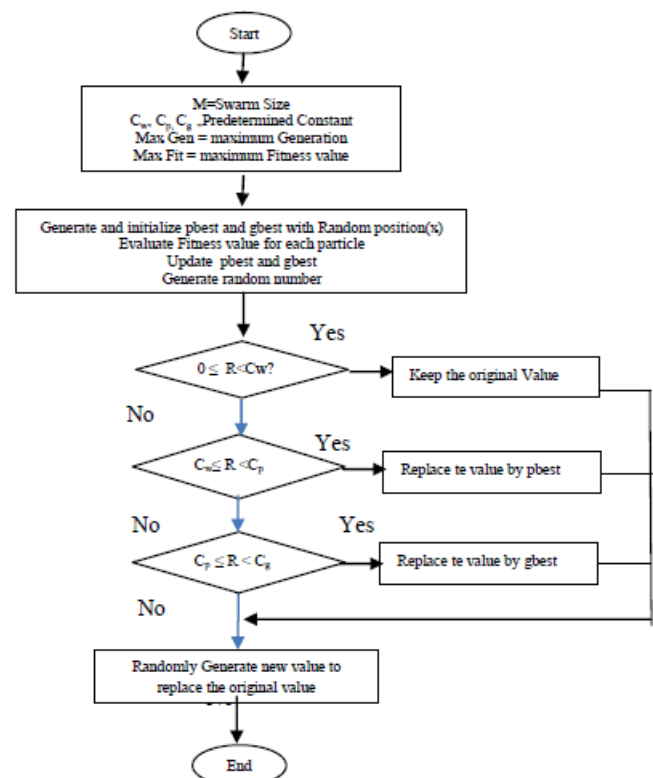 Start
M=Swarm Size
Cw, Cp, Cg ,Predetermined Constant
Max Gen = maximum Generation
Max Fit = maximum Fitness value
Generate and initialize pbest and gbest with Random position(x)
Evaluate Fitness value for each particle
Update pbest and gbest
Generate random number
Yes
0 ≤ R<Cw?
Keep the original Value
No
Yes
Cw≤ R <Cp
Replace te value by pbest
No
Yes
Cp ≤ R < Cg
Replace te value by gbest
No
Randomly Generate new value to
replace the original value
End